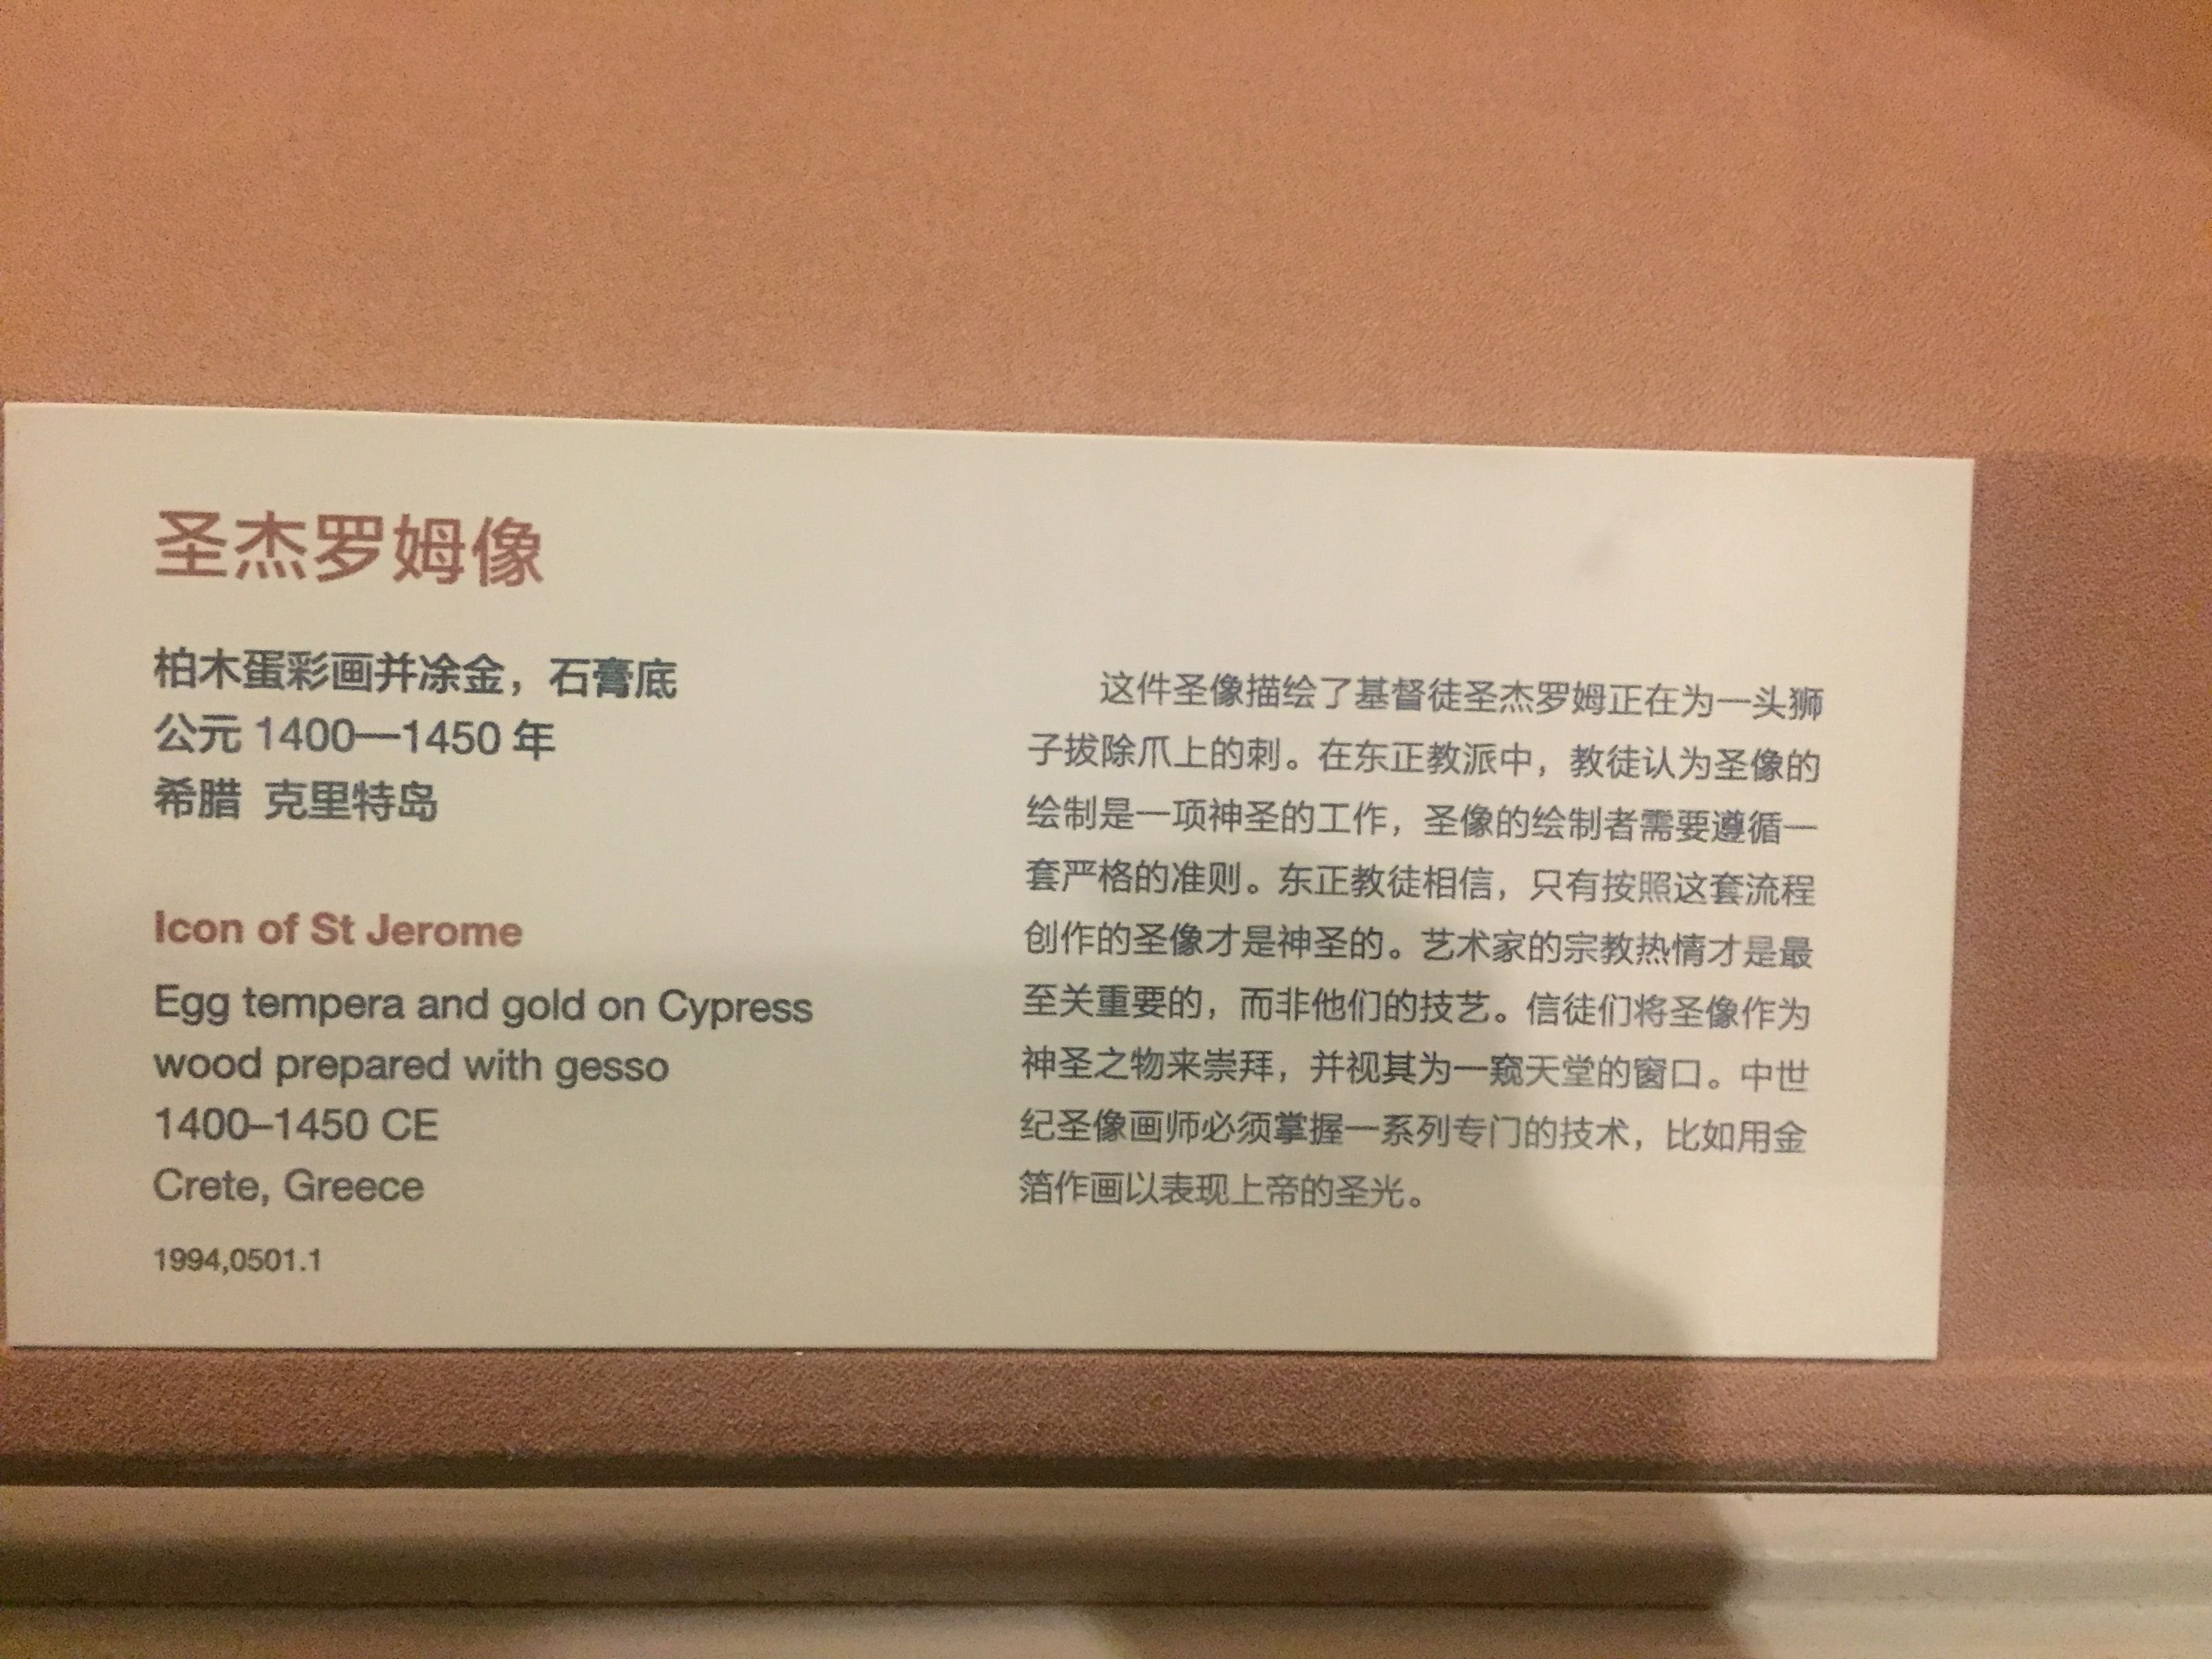 圣杰罗姆像
柏木蛋彩画并涂金，石膏底
公元 1400—1450 年
希腊 克里特岛
Icon of St Jerome
Egg tempera and gold on Cypress
wood prepared with gesso
1400–1450 CE
Crete, Greece
1994,0501.1
这件圣像描绘了基督徒圣杰罗姆正在为一头狮
子拔除爪上的刺。在东正教派中，教徒认为圣像的
绘制是一项神圣的工作，圣像的绘制者需要遵循一
套严格的准则。东正教徒相信，只有按照这套流程
创作的圣像才是神圣的。艺术家的宗教热情才是最
至关重要的，而非他们的技艺。信徒们将圣像作为
神圣之物来崇拜，并视其为一窥天堂的窗口。中世
纪圣像画师必须掌握一系列专门的技术，比如用金
箔作画以表现上帝的圣光。